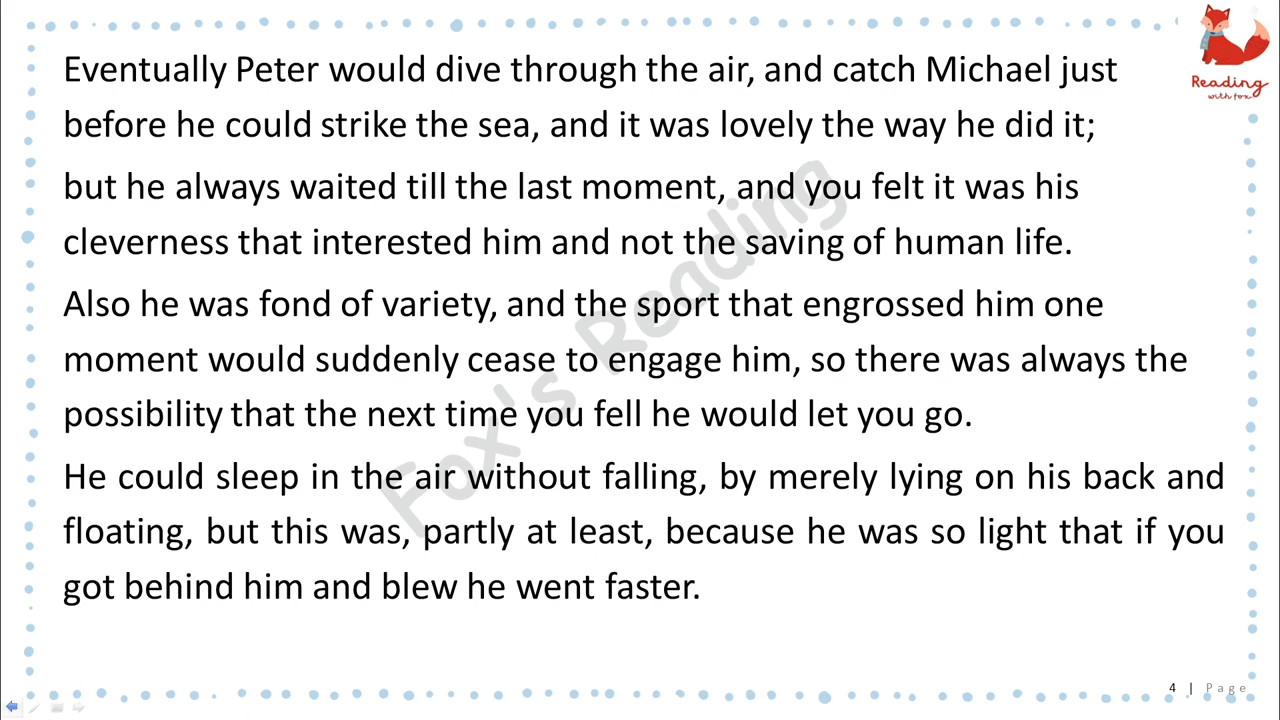 Eventually Peter would dive through the air, and catch Michael just
before he could strike the sea, and it was lovely the way he did it;
but he always waited till the last moment, and you felt it was his
cleverness that interested him and not the saving of human life.
Also he was fond of variety, and the sport that engrossed him one
moment would suddenly cease to engage him, so there was always the
possibility that the next time you fell he would let you go.
He could sleep in the air without falling, by merely lying on his back and
floating, but this was, partly at least, because he was so light that if you
got behind him and blew he went faster.
Reading
with fox
Fox's Reading
4 | Page